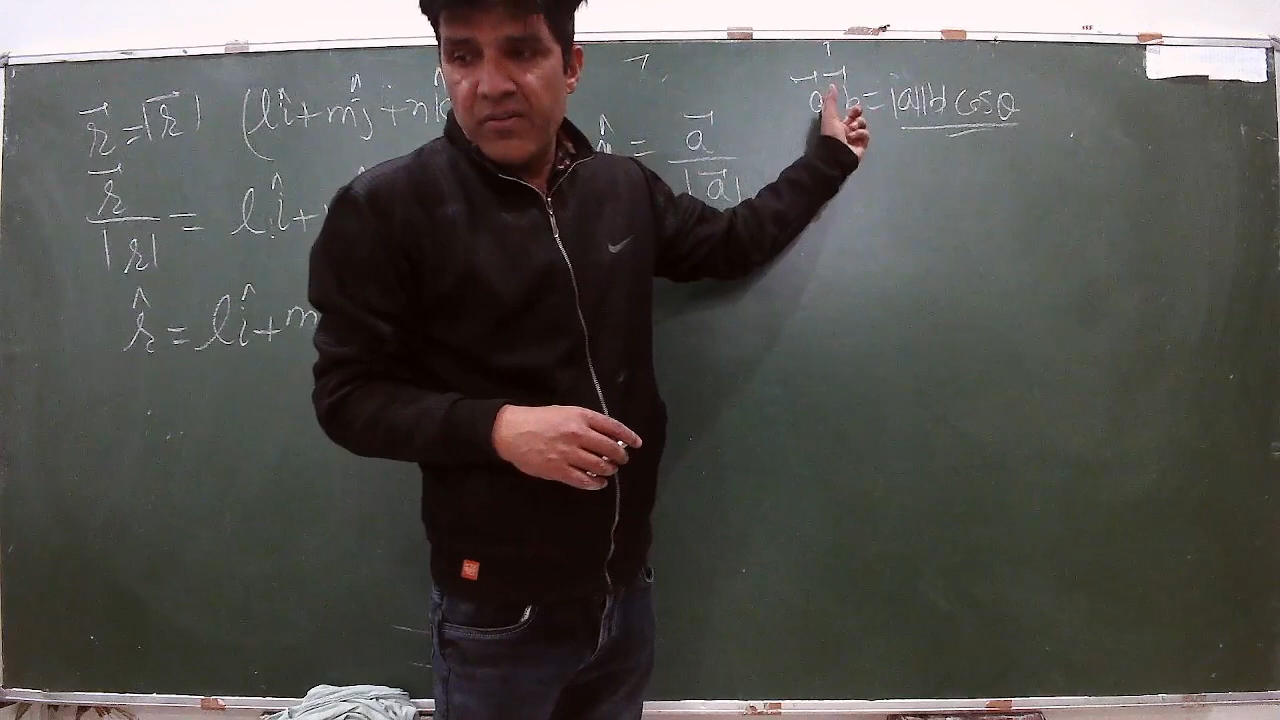 r⃗ = |r⃗| (lî + mĵ + nk
r⃗ / |r| = lî +
r̂ = lî + m
n̂ = a⃗ / |a⃗|
a⃗ b⃗ = |a||b| cosθ